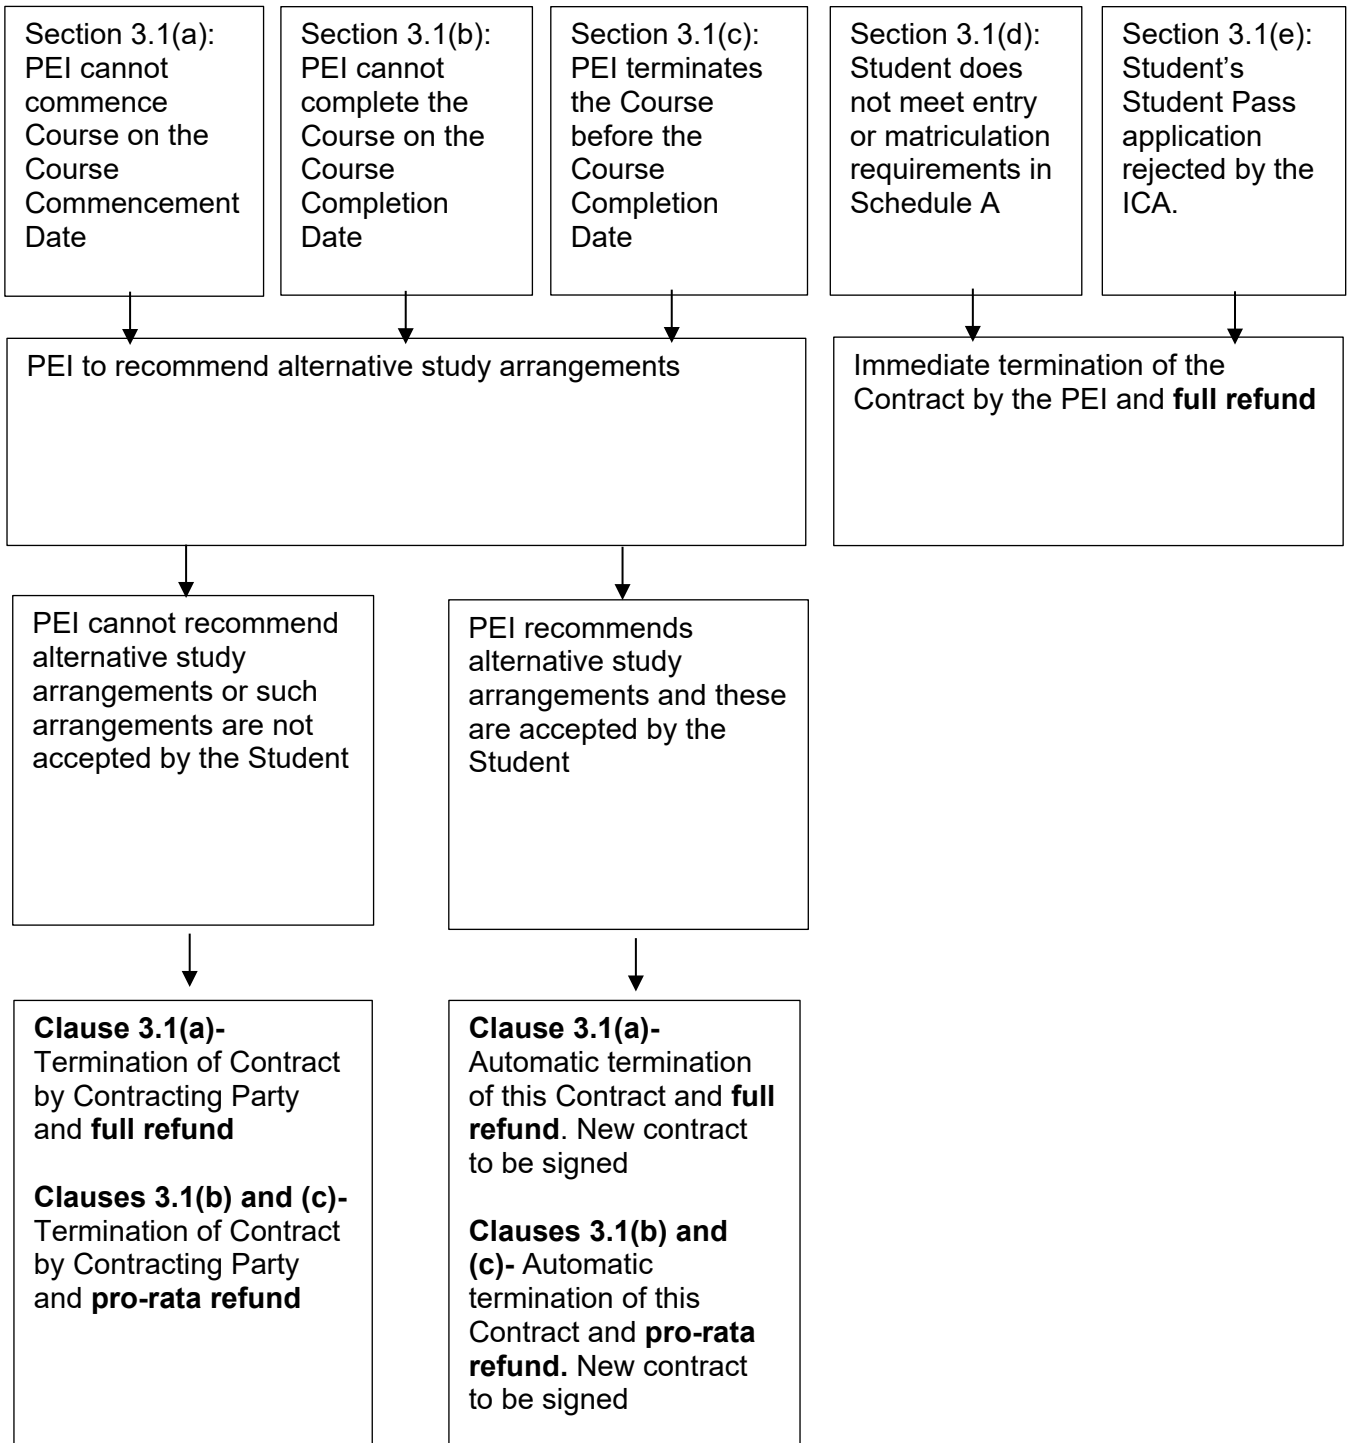 Section 3.1(a):
PEI cannot
commence
Course on the
Course
Commencement
Date
Section 3.1(b):
PEI cannot
complete the
Course on the
Course
Completion
Date
Section 3.1(c):
PEI terminates
the Course
before the
Course
Completion
Date
Section 3.1(d):
Student does
not meet entry
or matriculation
requirements in
Schedule A
Section 3.1(e):
Student’s
Student Pass
application
rejected by the
ICA.
PEI to recommend alternative study arrangements
Immediate termination of the
Contract by the PEI and full refund
PEI cannot recommend
alternative study
arrangements or such
arrangements are not
accepted by the Student
PEI recommends
alternative study
arrangements and these
are accepted by the
Student
Clause 3.1(a)-
Termination of Contract
by Contracting Party
and full refund
Clauses 3.1(b) and (c)-
Termination of Contract
by Contracting Party
and pro-rata refund
Clause 3.1(a)-
Automatic termination
of this Contract and full
refund. New contract
to be signed
Clauses 3.1(b) and
(c)- Automatic
termination of this
Contract and pro-rata
refund. New contract
to be signed